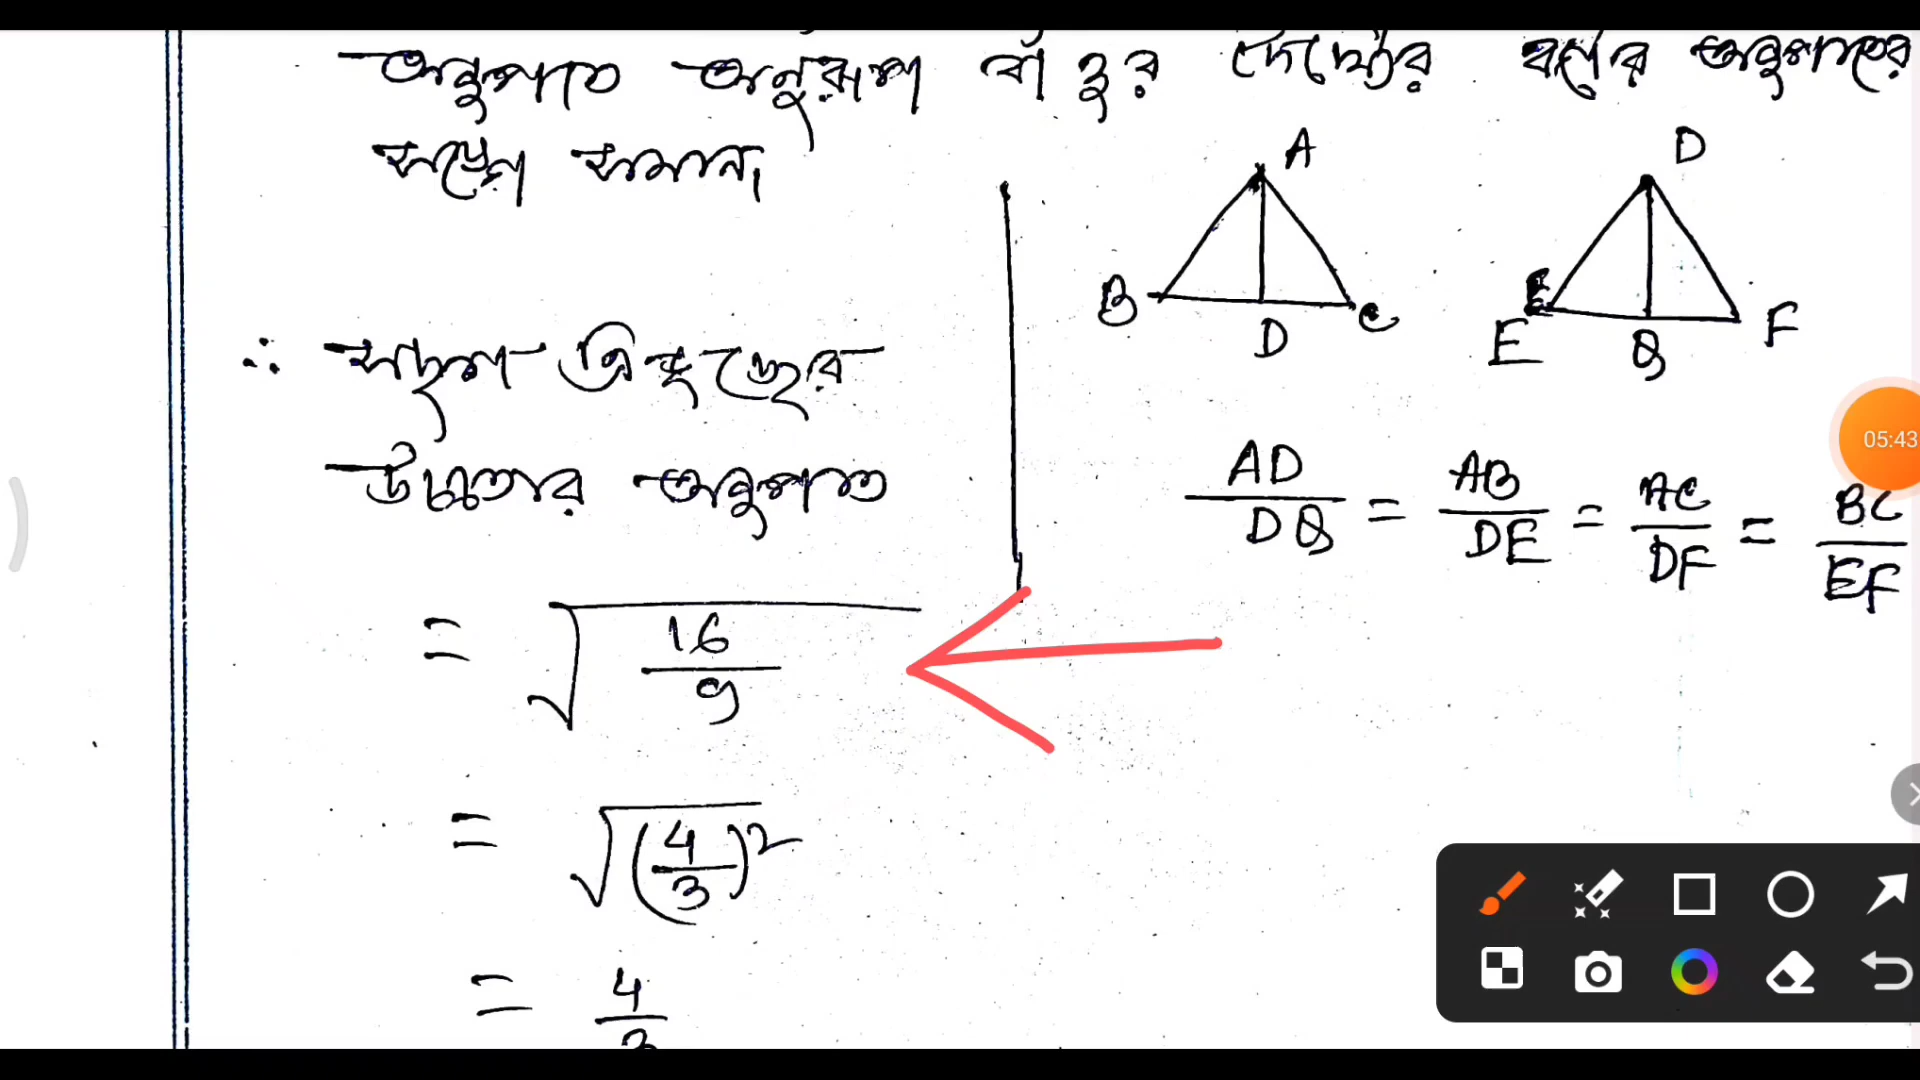 অনুপাত অনুরূপ বাহুর দৈর্ঘ্যের বর্গের অনুপাতের
সঙ্গে সমান।
A
D
B
D
C
E
Q
F
∴ সদৃশ ত্রিভুজের
উচ্চতার অনুপাত
AD/DQ = AB/DE = AC/DF = BC/EF
= √(16/9)
= √(4/3)²
= 4/3
05:43